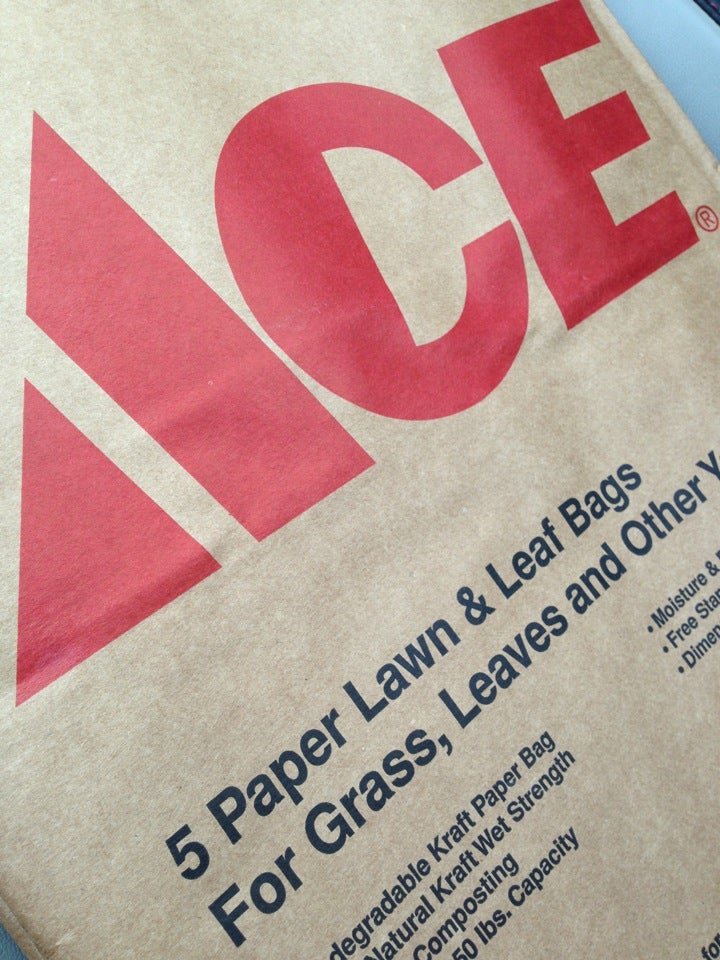 ACE®
5 Paper Lawn & Leaf Bags
For Grass, Leaves and Other
• Moisture &
• Free
•
Kraft Paper Bag
Natural Kraft Wet Strength
Composting
50 lbs. Capacity